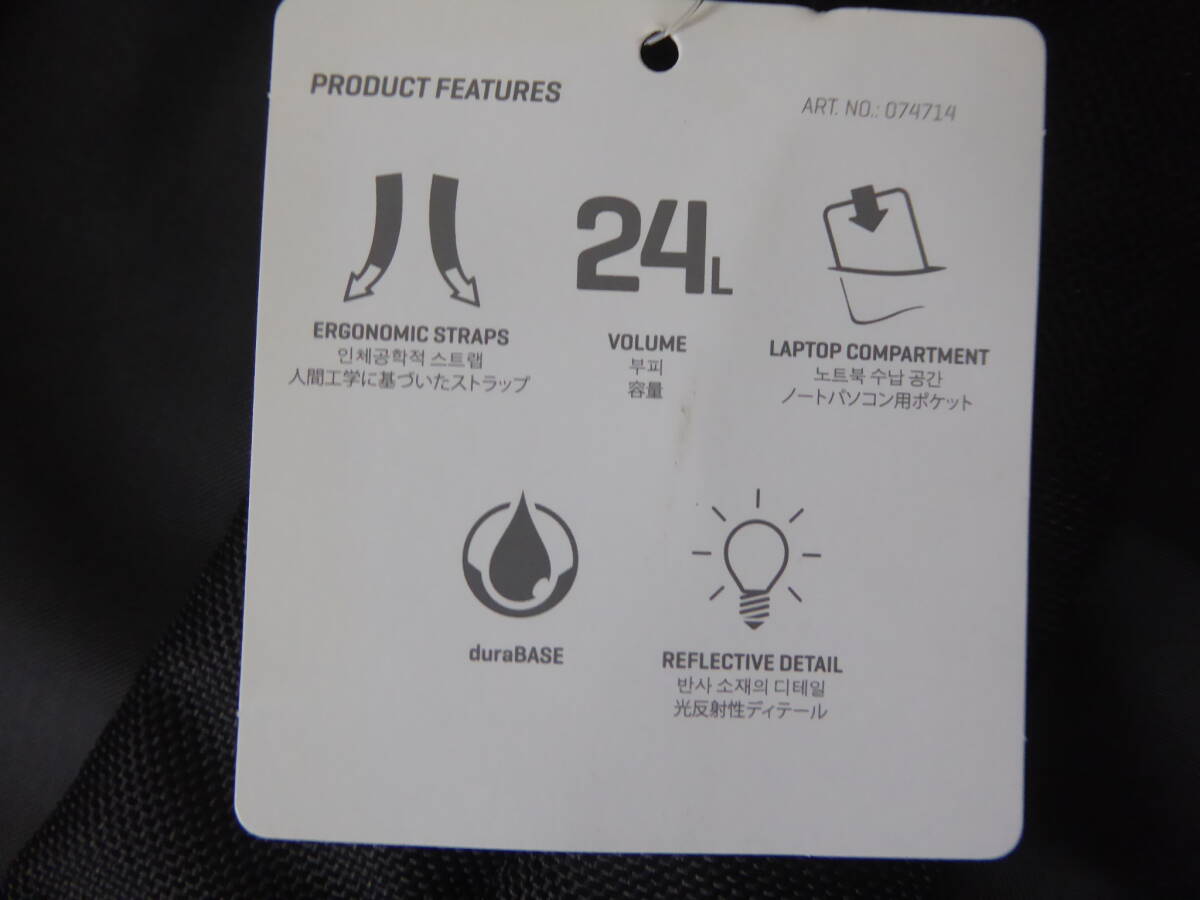 PRODUCT FEATURES
ART. NO.: 074714
ERGONOMIC STRAPS
인체공학적 스트랩
人間工学に基づいたストラップ
24L
VOLUME
부피
容量
LAPTOP COMPARTMENT
노트북 수납 공간
ノートパソコン用ポケット
duraBASE
REFLECTIVE DETAIL
반사 소재의 디테일
光反射性ディテール